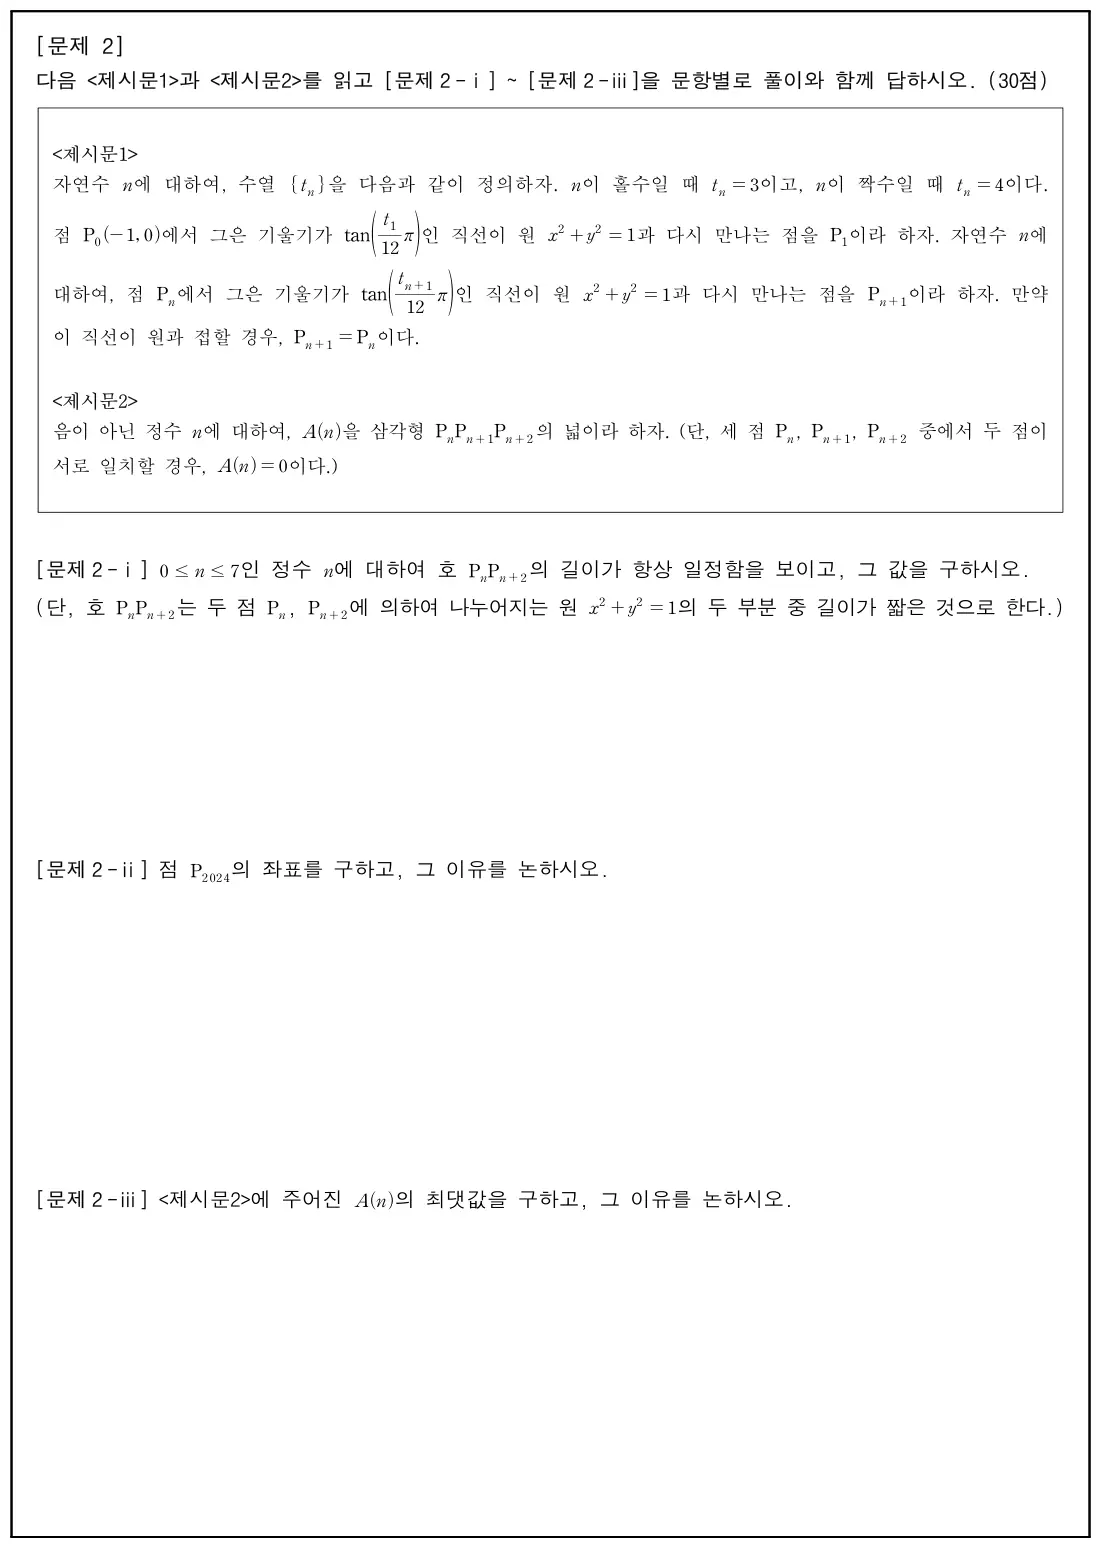 [문제 2]
다음 <제시문1>과 <제시문2>를 읽고 [문제 2-ⅰ] ~ [문제 2-ⅲ]을 문항별로 풀이와 함께 답하시오. (30점)
<제시문1>
자연수 n에 대하여, 수열 {tₙ}을 다음과 같이 정의하자. n이 홀수일 때 tₙ=3이고, n이 짝수일 때 tₙ=4이다.
점 P₀(−1, 0)에서 그은 기울기가 tan(t₁/12 π)인 직선이 원 x²+y²=1과 다시 만나는 점을 P₁이라 하자. 자연수 n에
대하여, 점 Pₙ에서 그은 기울기가 tan(tₙ₊₁/12 π)인 직선이 원 x²+y²=1과 다시 만나는 점을 Pₙ₊₁이라 하자. 만약
이 직선이 원과 접할 경우, Pₙ₊₁=Pₙ이다.
<제시문2>
음이 아닌 정수 n에 대하여, A(n)을 삼각형 PₙPₙ₊₁Pₙ₊₂의 넓이라 하자. (단, 세 점 Pₙ, Pₙ₊₁, Pₙ₊₂ 중에서 두 점이
서로 일치할 경우, A(n)=0이다.)
[문제 2-ⅰ] 0≤n≤7인 정수 n에 대하여 호 PₙPₙ₊₂의 길이가 항상 일정함을 보이고, 그 값을 구하시오.
(단, 호 PₙPₙ₊₂는 두 점 Pₙ, Pₙ₊₂에 의하여 나누어지는 원 x²+y²=1의 두 부분 중 길이가 짧은 것으로 한다.)
[문제 2-ⅱ] 점 P₂₀₂₄의 좌표를 구하고, 그 이유를 논하시오.
[문제 2-ⅲ] <제시문2>에 주어진 A(n)의 최댓값을 구하고, 그 이유를 논하시오.